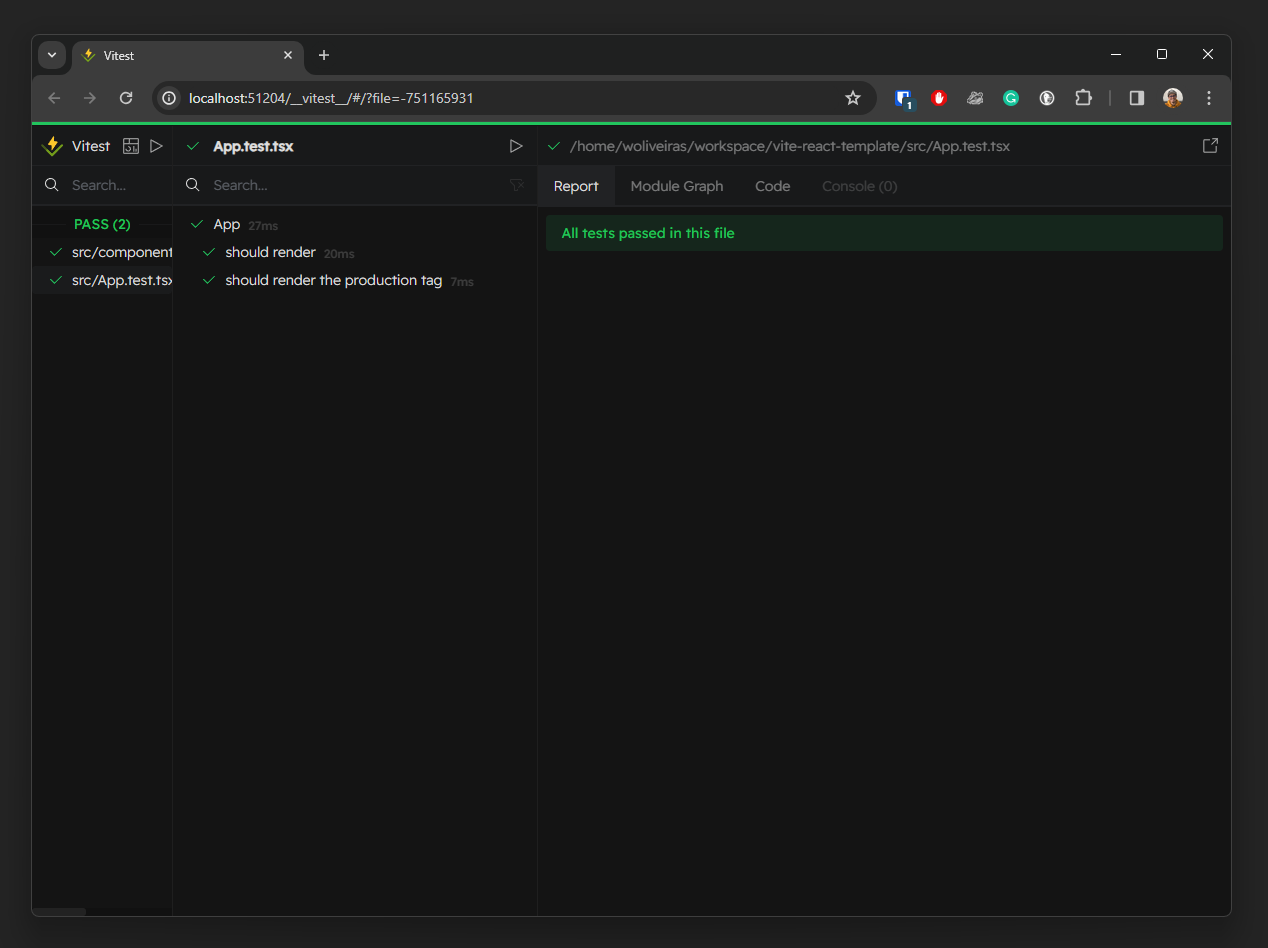 Vitest
localhost:51204/__vitest__/#/?file=-751165931
1
Vitest
App.test.tsx
/home/woliveiras/workspace/vite-react-template/src/App.test.tsx
Search...
Search...
Report
Module Graph
Code
Console (0)
PASS (2)
src/component
src/App.test.tsx
App 27ms
should render 20ms
should render the production tag 7ms
All tests passed in this file